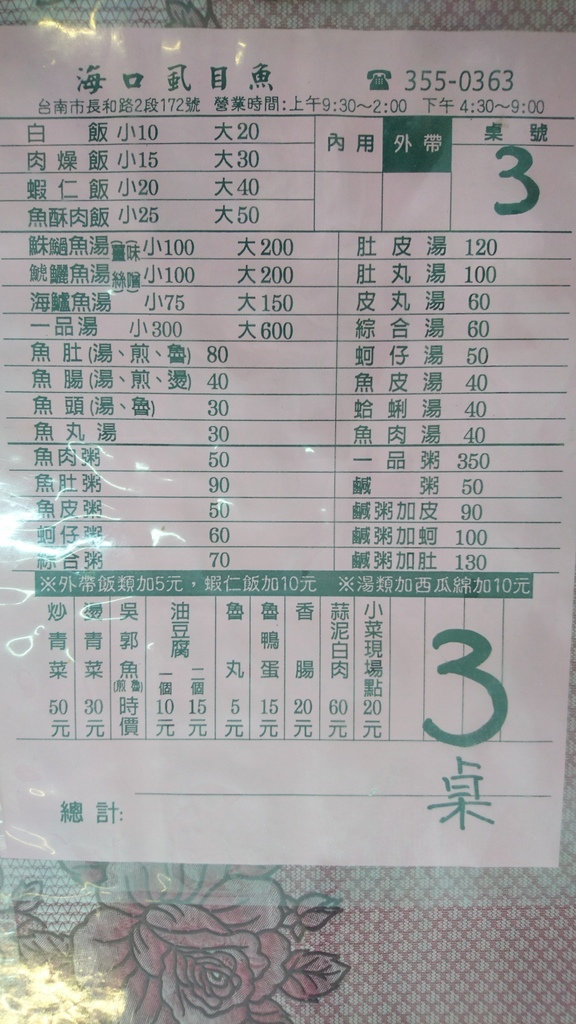 海口虱目魚 ☎ 355-0363
台南市長和路2段172號 營業時間:上午9:30~2:00 下午4:30~9:00
白飯 小10 大20
肉燥飯 小15 大30
蝦仁飯 小20 大40
魚酥肉飯 小25 大50
內用 外帶 桌號
3
魚湯 小100 大200
魚湯 小100 大200
薑絲 味噌
海鱸魚湯 小75 大150
一品湯 小300 大600
魚肚(湯、煎、魯) 80
魚腸(湯、煎、燙) 40
魚頭(湯、魯) 30
魚丸湯 30
魚肉粥 50
魚肚粥 90
魚皮粥 50
蚵仔粥 60
綜合粥 70
肚皮湯 120
肚丸湯 100
皮丸湯 60
綜合湯 60
蚵仔湯 50
魚皮湯 40
蛤蜊湯 40
魚肉湯 40
一品粥 350
鹹粥 50
鹹粥加皮 90
鹹粥加蚵 100
鹹粥加肚 130
※外帶飯類加5元，蝦仁飯加10元 ※湯類加西瓜綿加10元
炒青菜 50元
燙青菜 30元
吳郭魚(煎魯) 時價
油豆腐 一個 10元 二個 15元
魯丸 5元
魯鴨蛋 15元
香腸 20元
蒜泥白肉 60元
小菜現場點 20元
3
桌
總計: